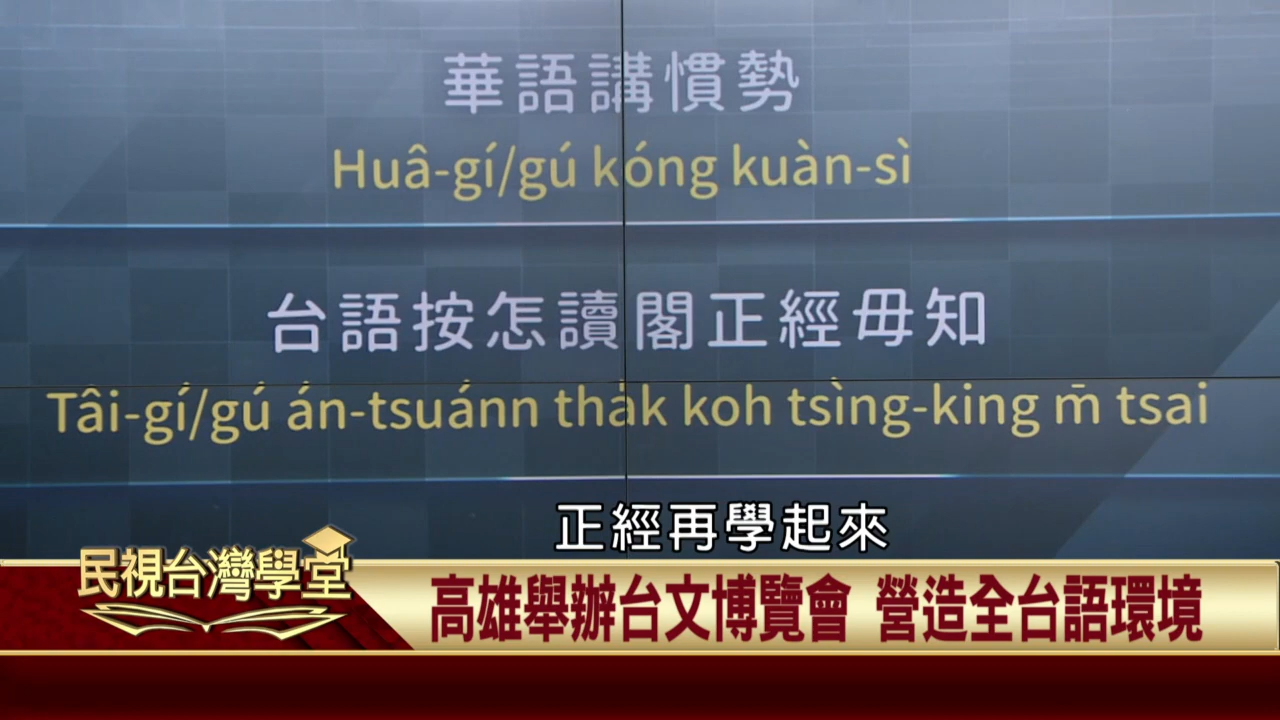 華語講慣勢
Huâ-gí/gú kóng kuàn-sì
台語按怎讀閣正經毋知
Tâi-gí/gú án-tsuánn tha̍k koh tsìng-king m̄ tsai
正經再學起來
民視台灣學堂
高雄舉辦台文博覽會 營造全台語環境